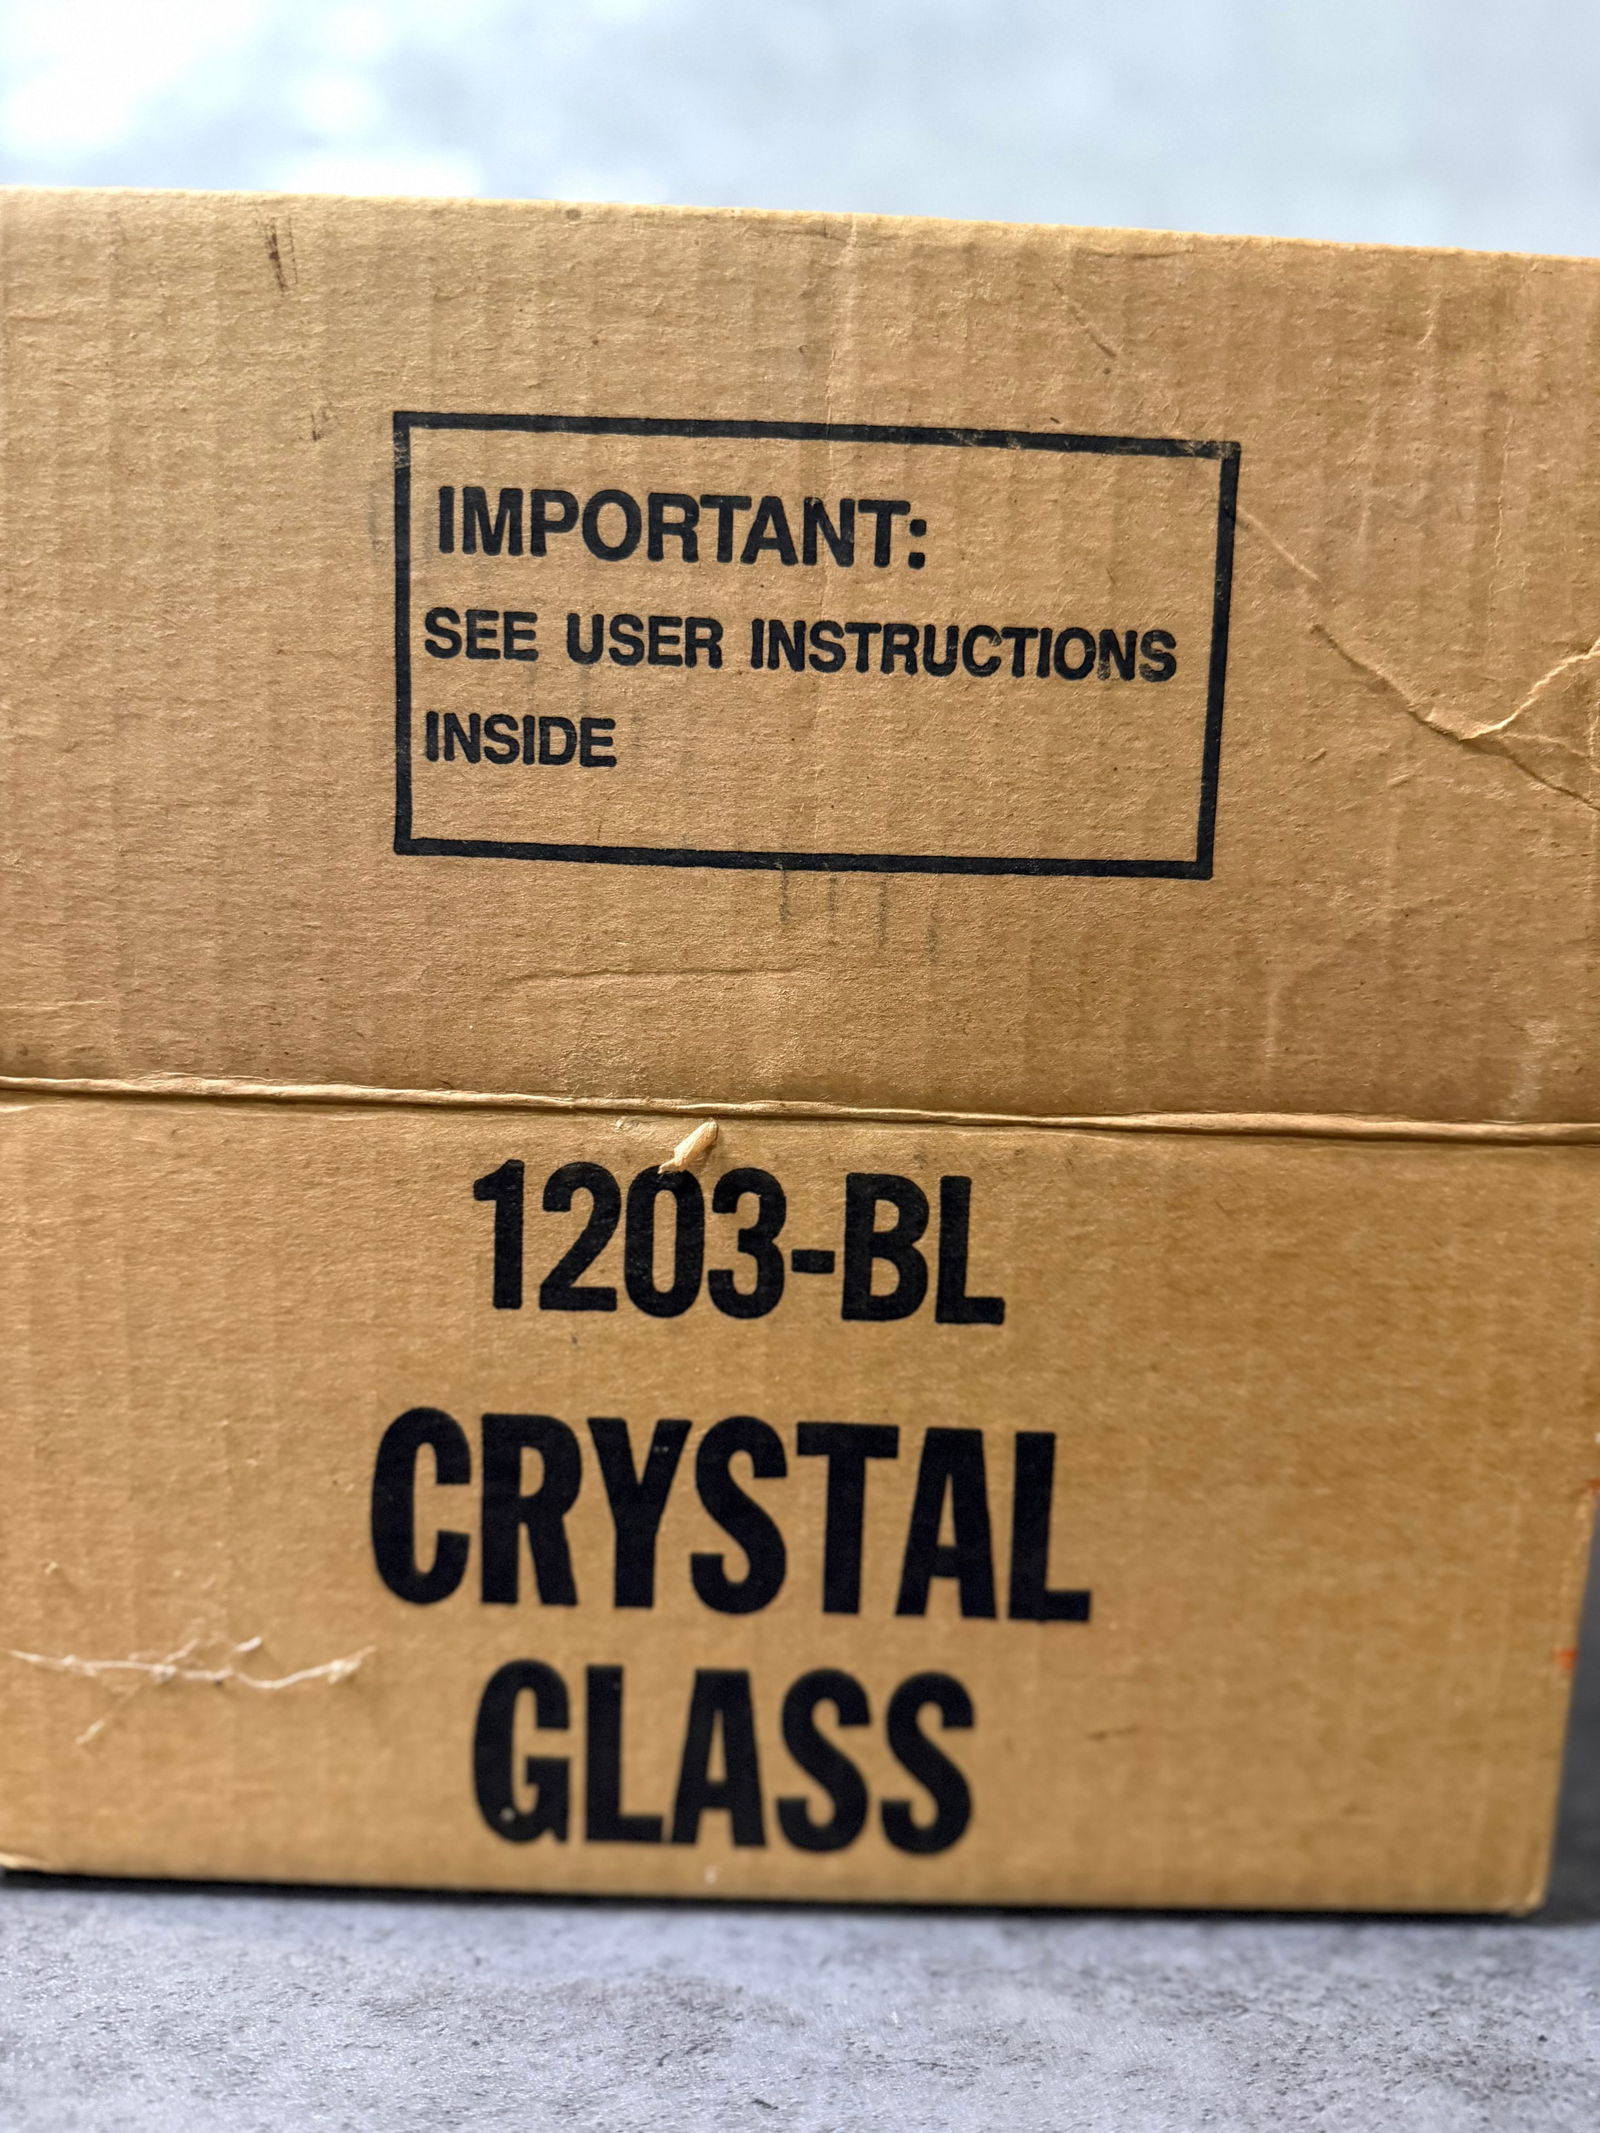 IMPORTANT:
SEE USER INSTRUCTIONS
INSIDE
1203-BL
CRYSTAL
GLASS